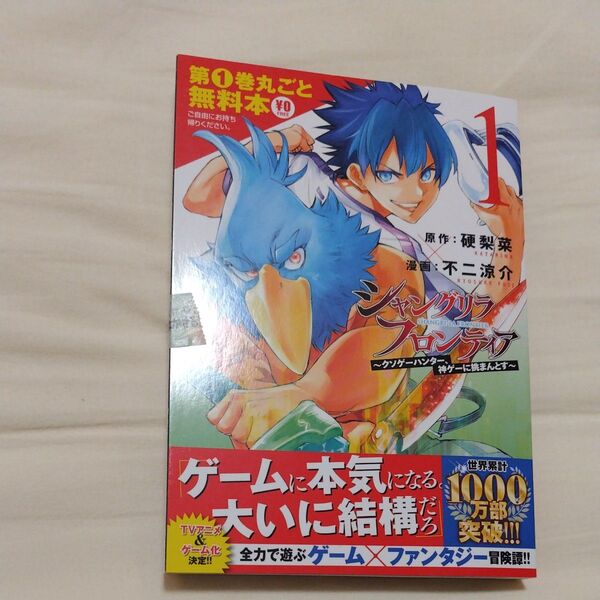 第1巻丸ごと
無料本
¥0
FREE
ご自由にお持ち
帰りください。
1
原作:硬梨菜
KATARINA
×
漫画:不二涼介
RYOSUKE FUJI
シャングリラ
SHANGRILA FRONTIER
フロンティア
〜クソゲーハンター、
神ゲーに挑まんとす〜
「ゲームに本気になる。
大いに結構だろ」
世界累計
1000
万部
突破!!!
TVアニメ
&
ゲーム化
決定!!
全力で遊ぶゲーム×ファンタジー冒険譚!!